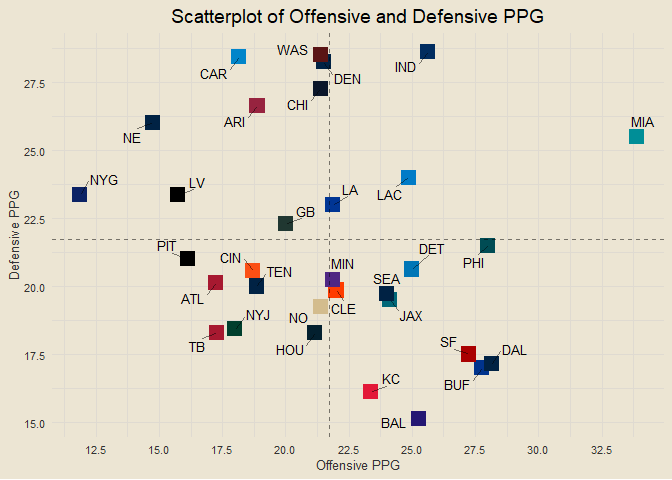 Scatterplot of Offensive and Defensive PPG
WAS
IND
CAR
DEN
27.5
CHI
ARI
MIA
NE
25.0
NYG
LV
LA
LAC
GB
22.5
Defensive PPG
PIT
DET
PHI
CIN
TEN
MIN
SEA
20.0
ATL
NYJ
NO
CLE
JAX
TB
HOU
SF
DAL
17.5
KC
BUF
BAL
15.0
12.5 15.0 17.5 20.0 22.5 25.0 27.5 30.0 32.5
Offensive PPG